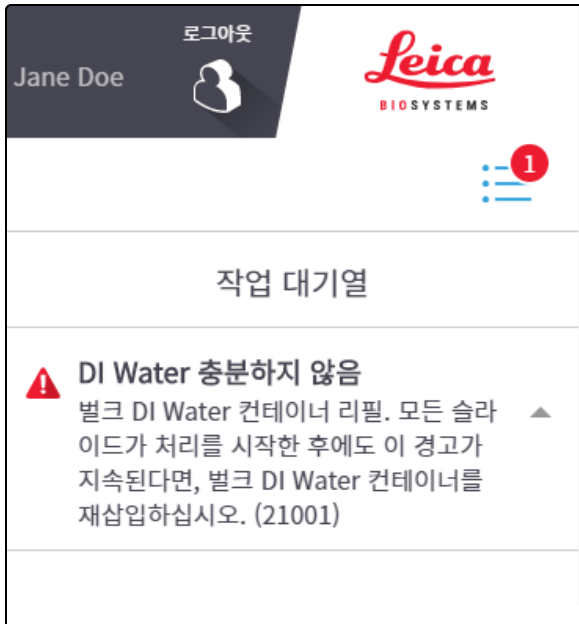 로그아웃
Jane Doe
Leica
BIOSYSTEMS
1
작업 대기열
DI Water 충분하지 않음
벌크 DI Water 컨테이너 리필. 모든 슬라
이드가 처리를 시작한 후에도 이 경고가
지속된다면, 벌크 DI Water 컨테이너를
재삽입하십시오. (21001)